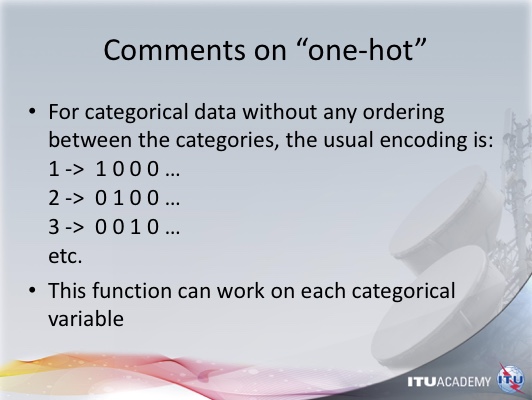 Comments on “one-hot”
• For categorical data without any ordering
between the categories, the usual encoding is:
1 -> 1 0 0 0 …
2 -> 0 1 0 0 …
3 -> 0 0 1 0 …
etc.
• This function can work on each categorical
variable
ITUACADEMY ITU